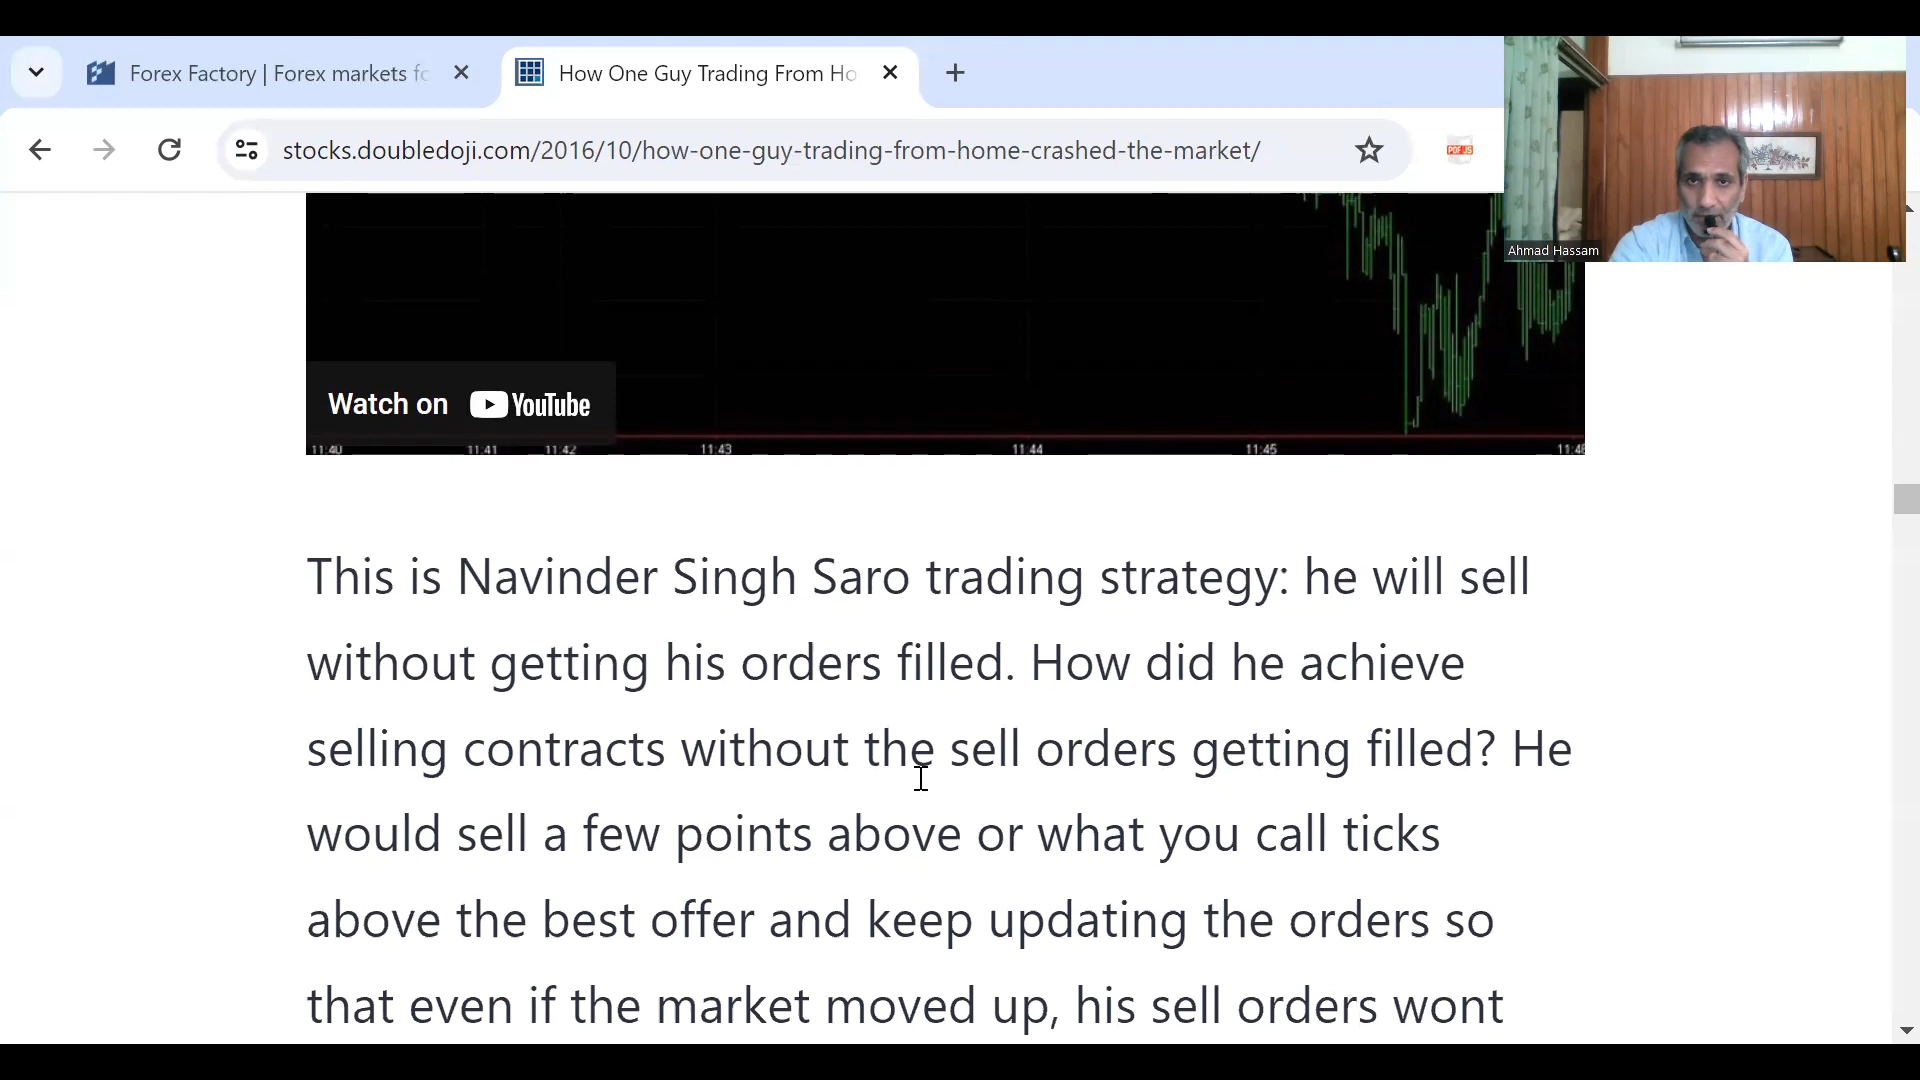 Forex Factory | Forex markets fo
How One Guy Trading From Ho
stocks.doubledoji.com/2016/10/how-one-guy-trading-from-home-crashed-the-market/
PDF.JS
Ahmad Hassam
Watch on YouTube
11:40 11:41 11:42 11:43 11:44 11:45
This is Navinder Singh Saro trading strategy: he will sell
without getting his orders filled. How did he achieve
selling contracts without the sell orders getting filled? He
would sell a few points above or what you call ticks
above the best offer and keep updating the orders so
that even if the market moved up, his sell orders wont